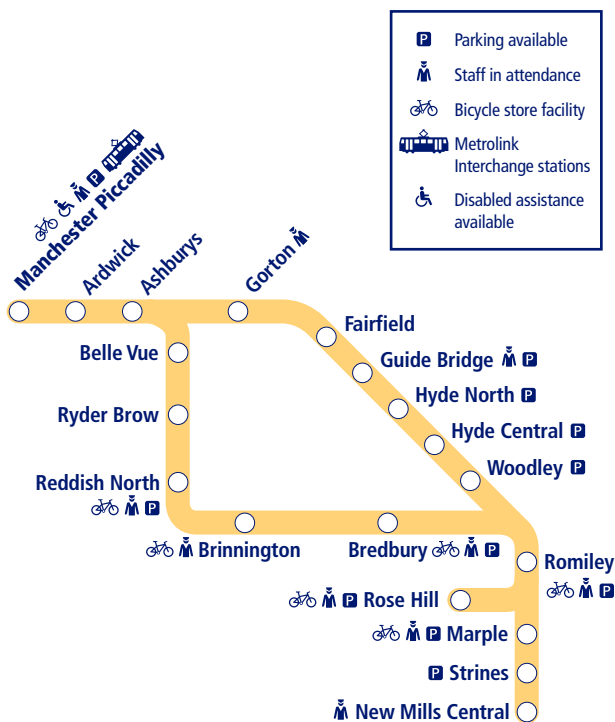 P Parking available
Staff in attendance
Bicycle store facility
Metrolink
Interchange stations
Disabled assistance
available
P
Manchester Piccadilly
Ardwick
Ashburys
Gorton
Fairfield
Belle Vue
Guide Bridge P
Hyde North P
Ryder Brow
Hyde Central P
Woodley P
Reddish North
P
Brinnington
Bredbury P
Romiley
P
P Rose Hill
P Marple
P Strines
New Mills Central